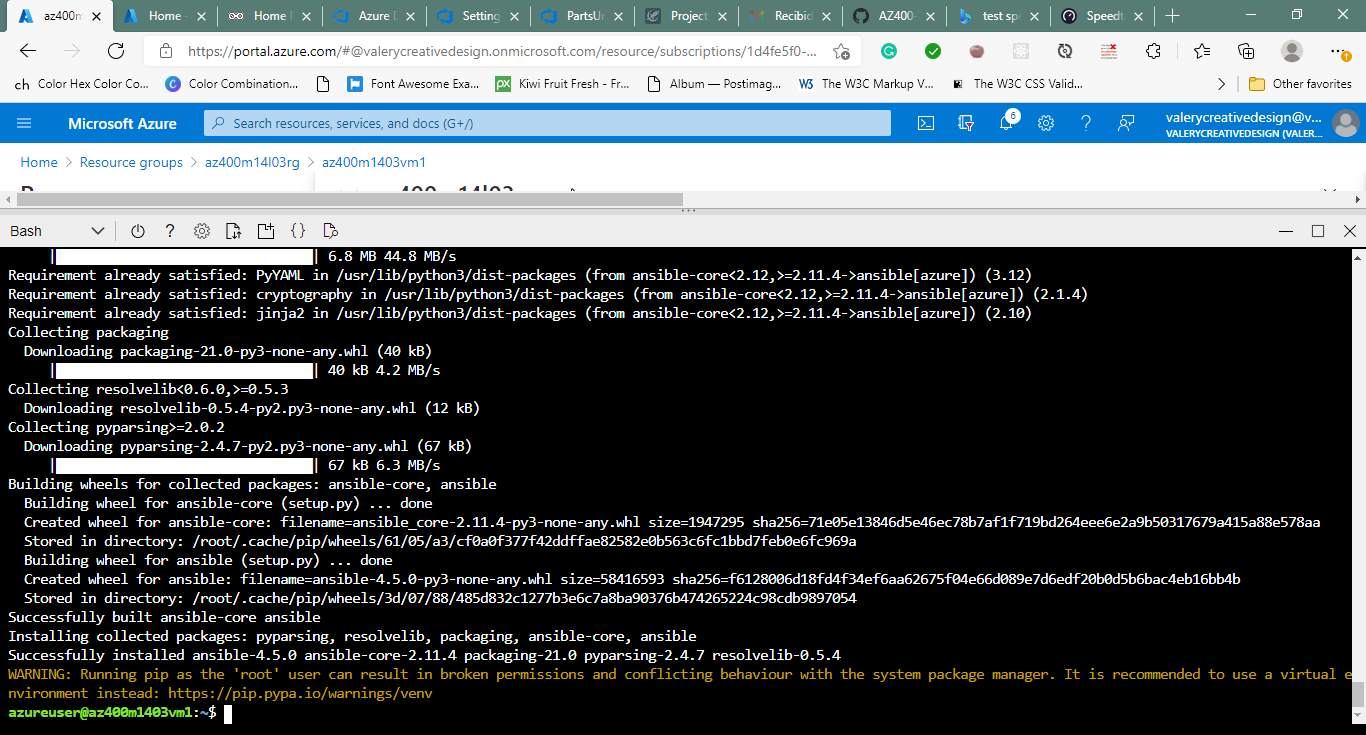 az400m
Home -
Home
Azure D
Setting
PartsUn
Project
Recibid
AZ400-
test spe
Speedt
https://portal.azure.com/#@valerycreativedesign.onmicrosoft.com/resource/subscriptions/1d4fe5f0-...
ch Color Hex Color Co...
C Color Combination...
Font Awesome Exa...
px Kiwi Fruit Fresh - Fr...
Album — Postimag...
W3 The W3C Markup V...
The W3C CSS Valid...
Other favorites
Microsoft Azure
Search resources, services, and docs (G+/)
6
valerycreativedesign@v...
VALERYCREATIVEDESIGN (VALER...
Home > Resource groups > az400m14l03rg > az400m1403vm1
Bash
| 6.8 MB 44.8 MB/s
Requirement already satisfied: PyYAML in /usr/lib/python3/dist-packages (from ansible-core<2.12,>=2.11.4->ansible[azure]) (3.12)
Requirement already satisfied: cryptography in /usr/lib/python3/dist-packages (from ansible-core<2.12,>=2.11.4->ansible[azure]) (2.1.4)
Requirement already satisfied: jinja2 in /usr/lib/python3/dist-packages (from ansible-core<2.12,>=2.11.4->ansible[azure]) (2.10)
Collecting packaging
Downloading packaging-21.0-py3-none-any.whl (40 kB)
| 40 kB 4.2 MB/s
Collecting resolvelib<0.6.0,>=0.5.3
Downloading resolvelib-0.5.4-py2.py3-none-any.whl (12 kB)
Collecting pyparsing>=2.0.2
Downloading pyparsing-2.4.7-py2.py3-none-any.whl (67 kB)
| 67 kB 6.3 MB/s
Building wheels for collected packages: ansible-core, ansible
Building wheel for ansible-core (setup.py) ... done
Created wheel for ansible-core: filename=ansible_core-2.11.4-py3-none-any.whl size=1947295 sha256=71e05e13846d5e46ec78b7af1f719bd264eee6e2a9b50317679a415a88e578aa
Stored in directory: /root/.cache/pip/wheels/61/05/a3/cf0a0f377f42ddffae82582e0b563c6fc1bbd7feb0e6fc969a
Building wheel for ansible (setup.py) ... done
Created wheel for ansible: filename=ansible-4.5.0-py3-none-any.whl size=58416593 sha256=f6128006d18fd4f34ef6aa62675f04e66d089e7d6edf20b0d5b6bac4eb16bb4b
Stored in directory: /root/.cache/pip/wheels/3d/07/88/485d832c1277b3e6c7a8ba90376b474265224c98cdb9897054
Successfully built ansible-core ansible
Installing collected packages: pyparsing, resolvelib, packaging, ansible-core, ansible
Successfully installed ansible-4.5.0 ansible-core-2.11.4 packaging-21.0 pyparsing-2.4.7 resolvelib-0.5.4
WARNING: Running pip as the 'root' user can result in broken permissions and conflicting behaviour with the system package manager. It is recommended to use a virtual e
nvironment instead: https://pip.pypa.io/warnings/venv
azureuser@az400m1403vm1:~$